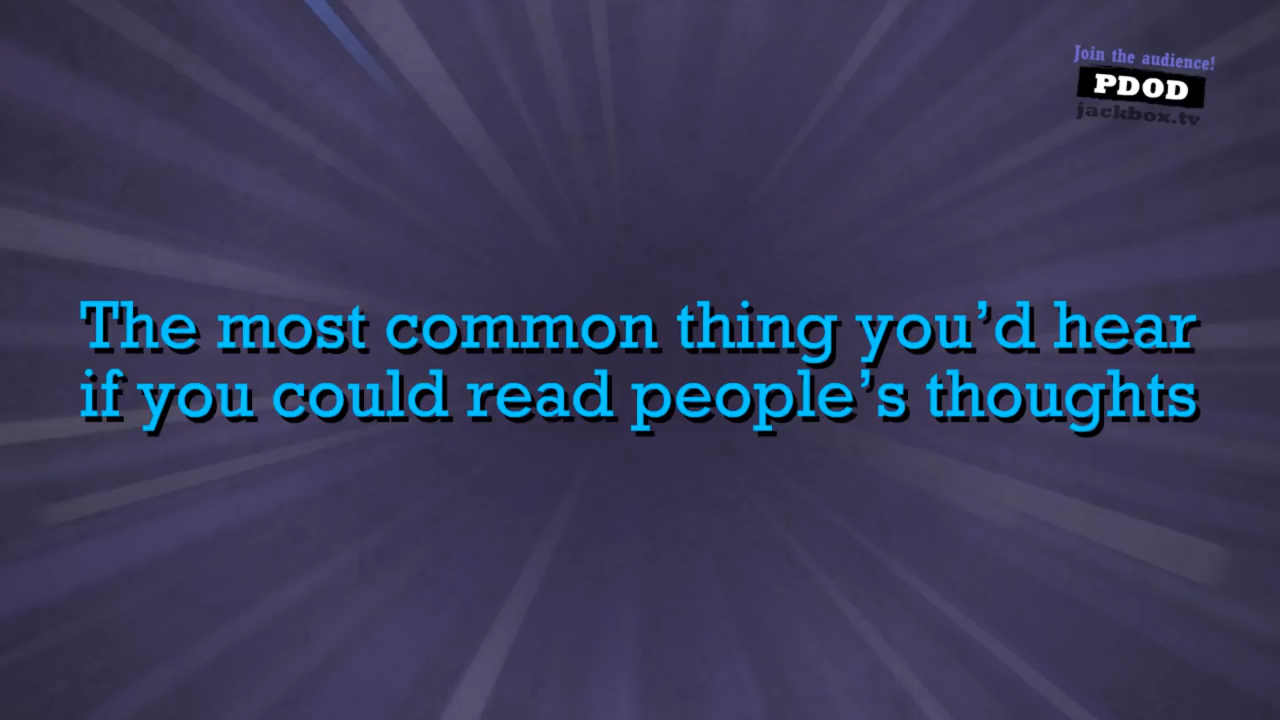 Join the audience!
PDOD
jackbox.tv
The most common thing you’d hear
if you could read people’s thoughts